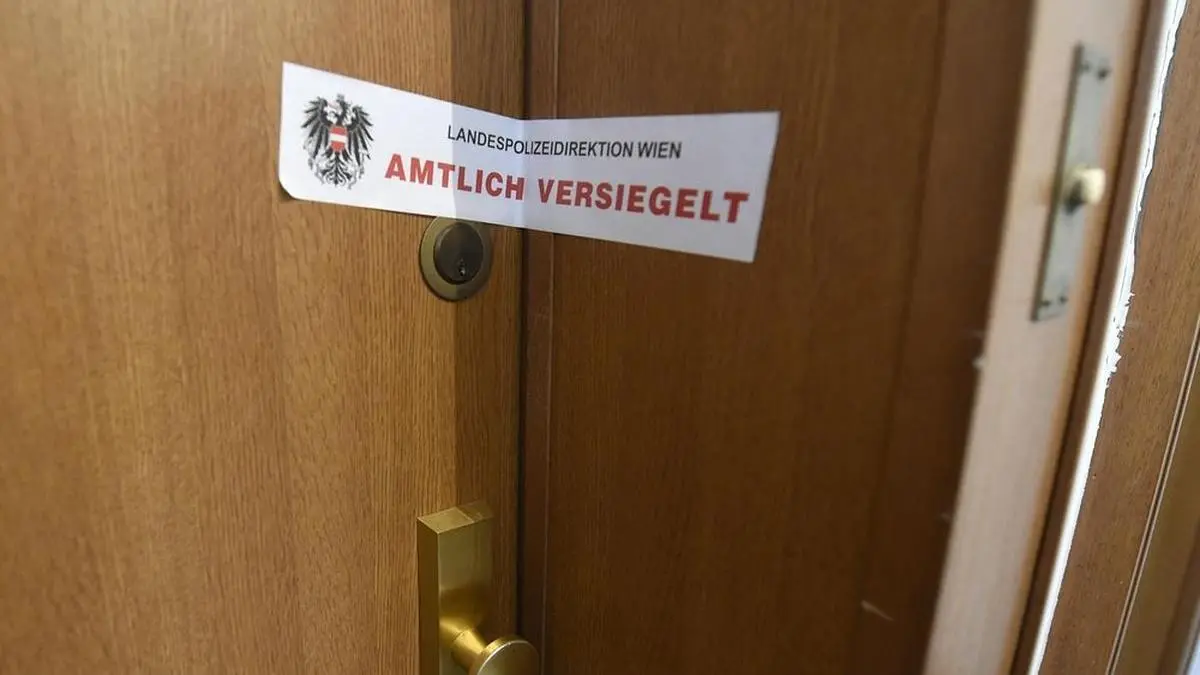 LANDESPOLIZEIDIREKTION WIEN
AMTLICH VERSIEGELT